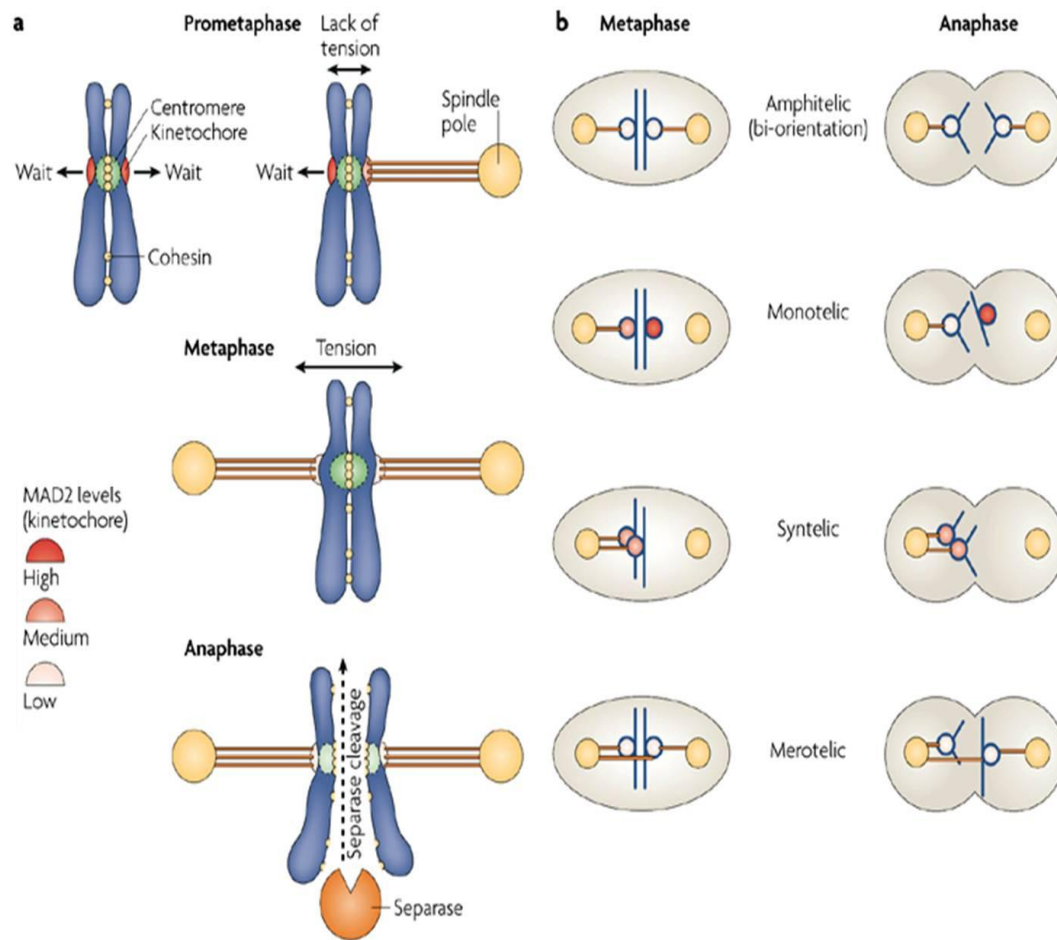 a
Prometaphase
Lack of
tension
Centromere
Kinetochore
Spindle
pole
Wait
Wait
Wait
Cohesin
Metaphase
Tension
MAD2 levels
(kinetochore)
High
Medium
Low
Anaphase
Separase cleavage
Separase
b
Metaphase
Anaphase
Amphitelic
(bi-orientation)
Monotelic
Syntelic
Merotelic